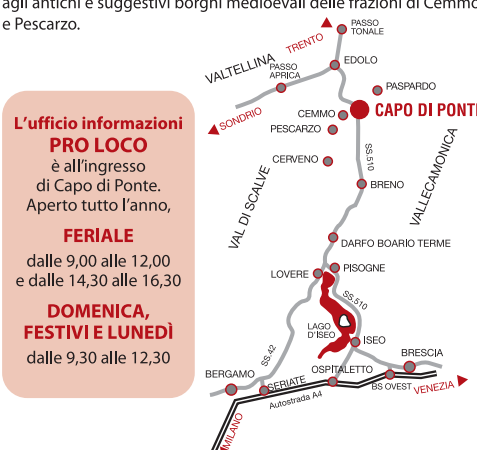 agli antichi e suggestivi borghi medioevali delle frazioni di Cemmo
e Pescarzo.
L'ufficio informazioni
PRO LOCO
è all'ingresso
di Capo di Ponte.
Aperto tutto l'anno,
FERIALE
dalle 9,00 alle 12,00
e dalle 14,30 alle 16,30
DOMENICA,
FESTIVI E LUNEDÌ
dalle 9,30 alle 12,30
PASSO
TONALE
TRENTO
EDOLO
VALTELLINA
PASSO
APRICA
PASPARDO
SONDRIO
CEMMO
CAPO DI PONTE
PESCARZO
SS.510
CERVENO
VALLECAMONICA
VAL DI SCALVE
BRENO
DARFO BOARIO TERME
LOVERE
PISOGNE
SS.510
LAGO
D'ISEO
ISEO
SS.42
BRESCIA
BERGAMO
OSPITALETTO
SERIATE
BS OVEST
VENEZIA
Autostrada A4
MILANO